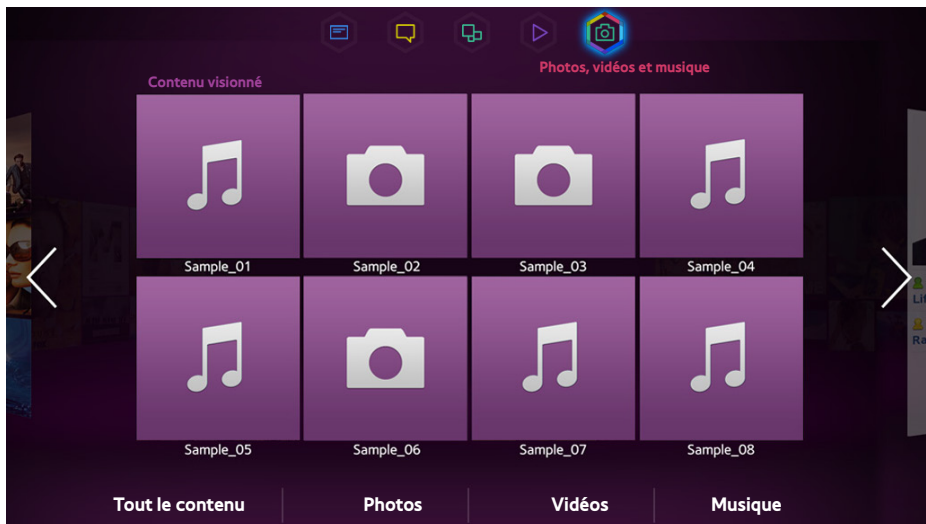 Photos, vidéos et musique
Contenu visionné
Sample_01 Sample_02 Sample_03 Sample_04
Sample_05 Sample_06 Sample_07 Sample_08
Tout le contenu Photos Vidéos Musique